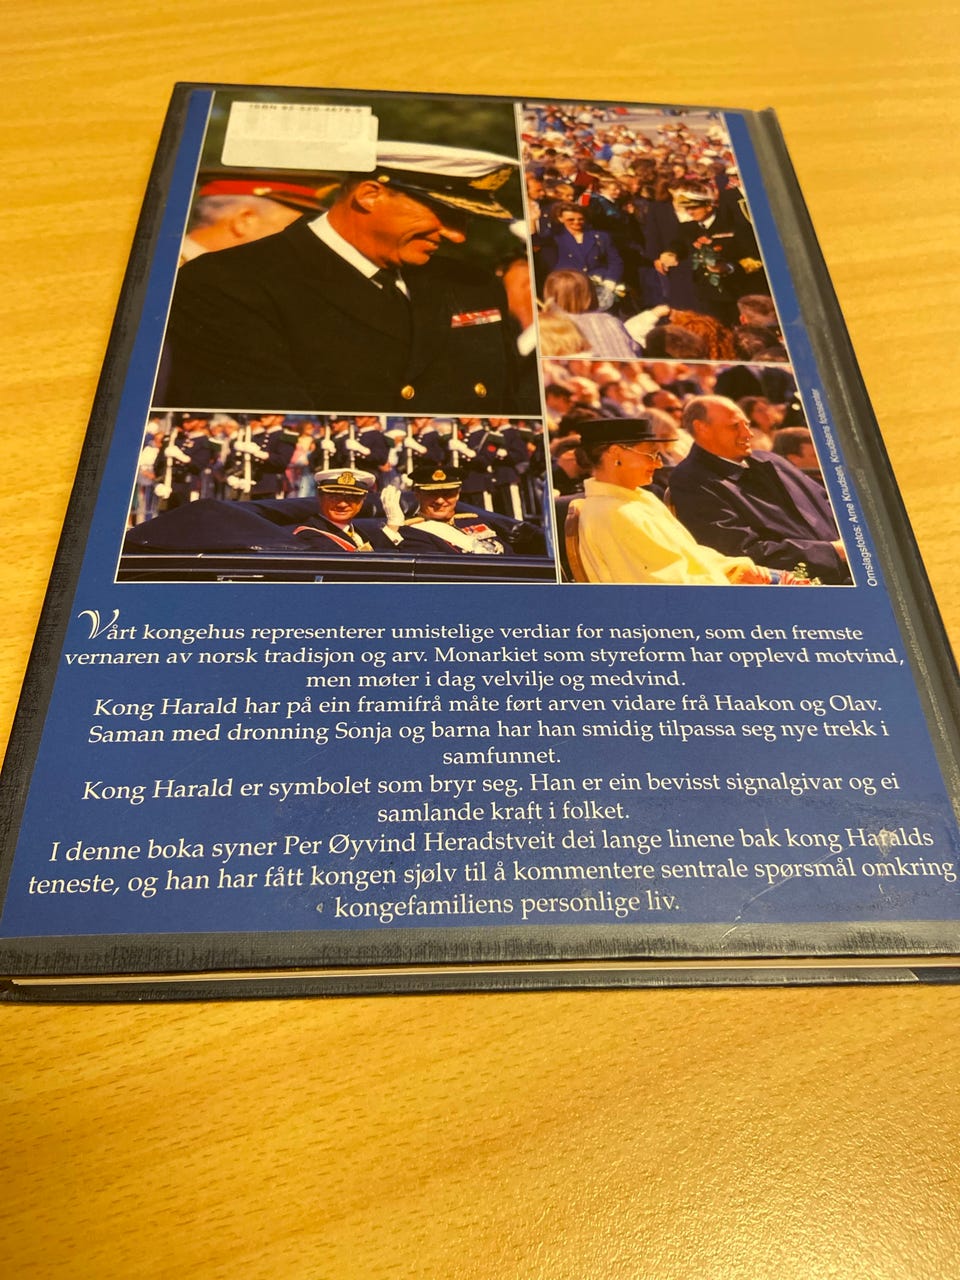 Omslagsfotos: Arne Knudsen, Knudsens fotosenter
Vårt kongehus representerer umistelige verdiar for nasjonen, som den fremste
vernaren av norsk tradisjon og arv. Monarkiet som styreform har opplevd motvind,
men møter i dag velvilje og medvind.
Kong Harald har på ein framifrå måte ført arven vidare frå Haakon og Olav.
Saman med dronning Sonja og barna har han smidig tilpassa seg nye trekk i
samfunnet.
Kong Harald er symbolet som bryr seg. Han er ein bevisst signalgivar og ei
samlande kraft i folket.
I denne boka syner Per Øyvind Heradstveit dei lange linene bak kong Haralds
teneste, og han har fått kongen sjølv til å kommentere sentrale spørsmål omkring
kongefamiliens personlige liv.